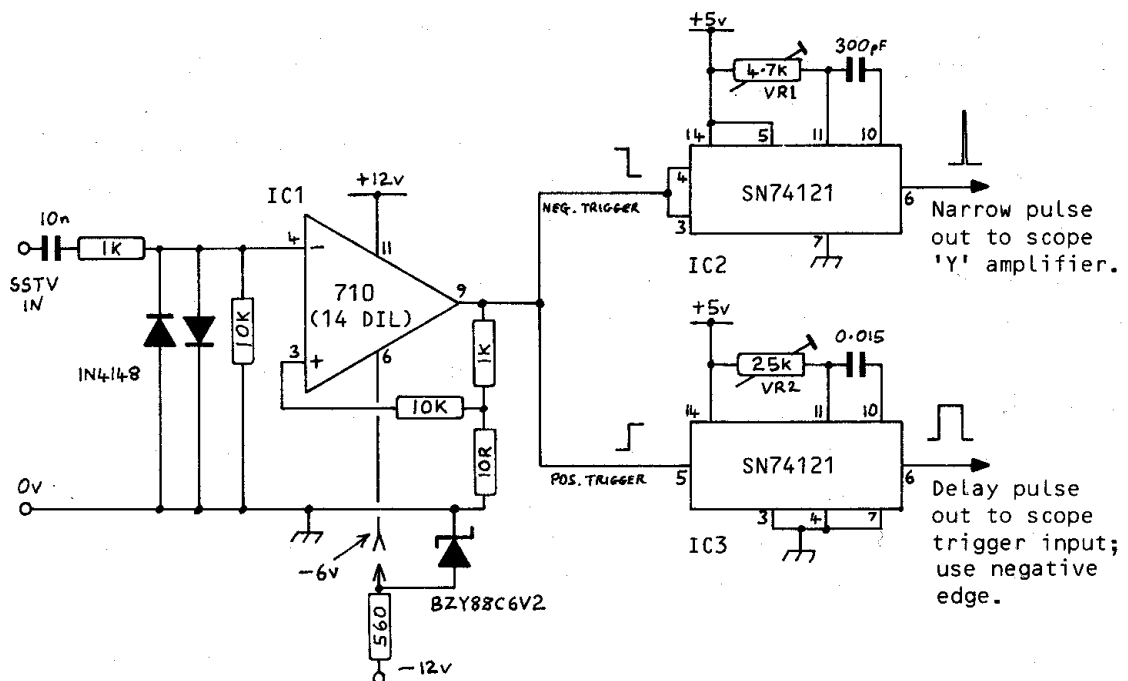 +5v
300pF
4.7K
VR1
14
5
11
10
SN74121
4
3
6
7
NEG. TRIGGER
IC2
Narrow pulse
out to scope
'Y' amplifier.
IC1
+12v
10n
1K
SSTV
IN
4
−
11
710
(14 DIL)
9
3
+
6
10K
1N4148
1K
10K
10R
0v
−6v
BZY88C6V2
560
−12v
+5v
0.015
25K
VR2
14
11
10
SN74121
5
6
3
4
7
POS. TRIGGER
IC3
Delay pulse
out to scope
trigger input;
use negative
edge.